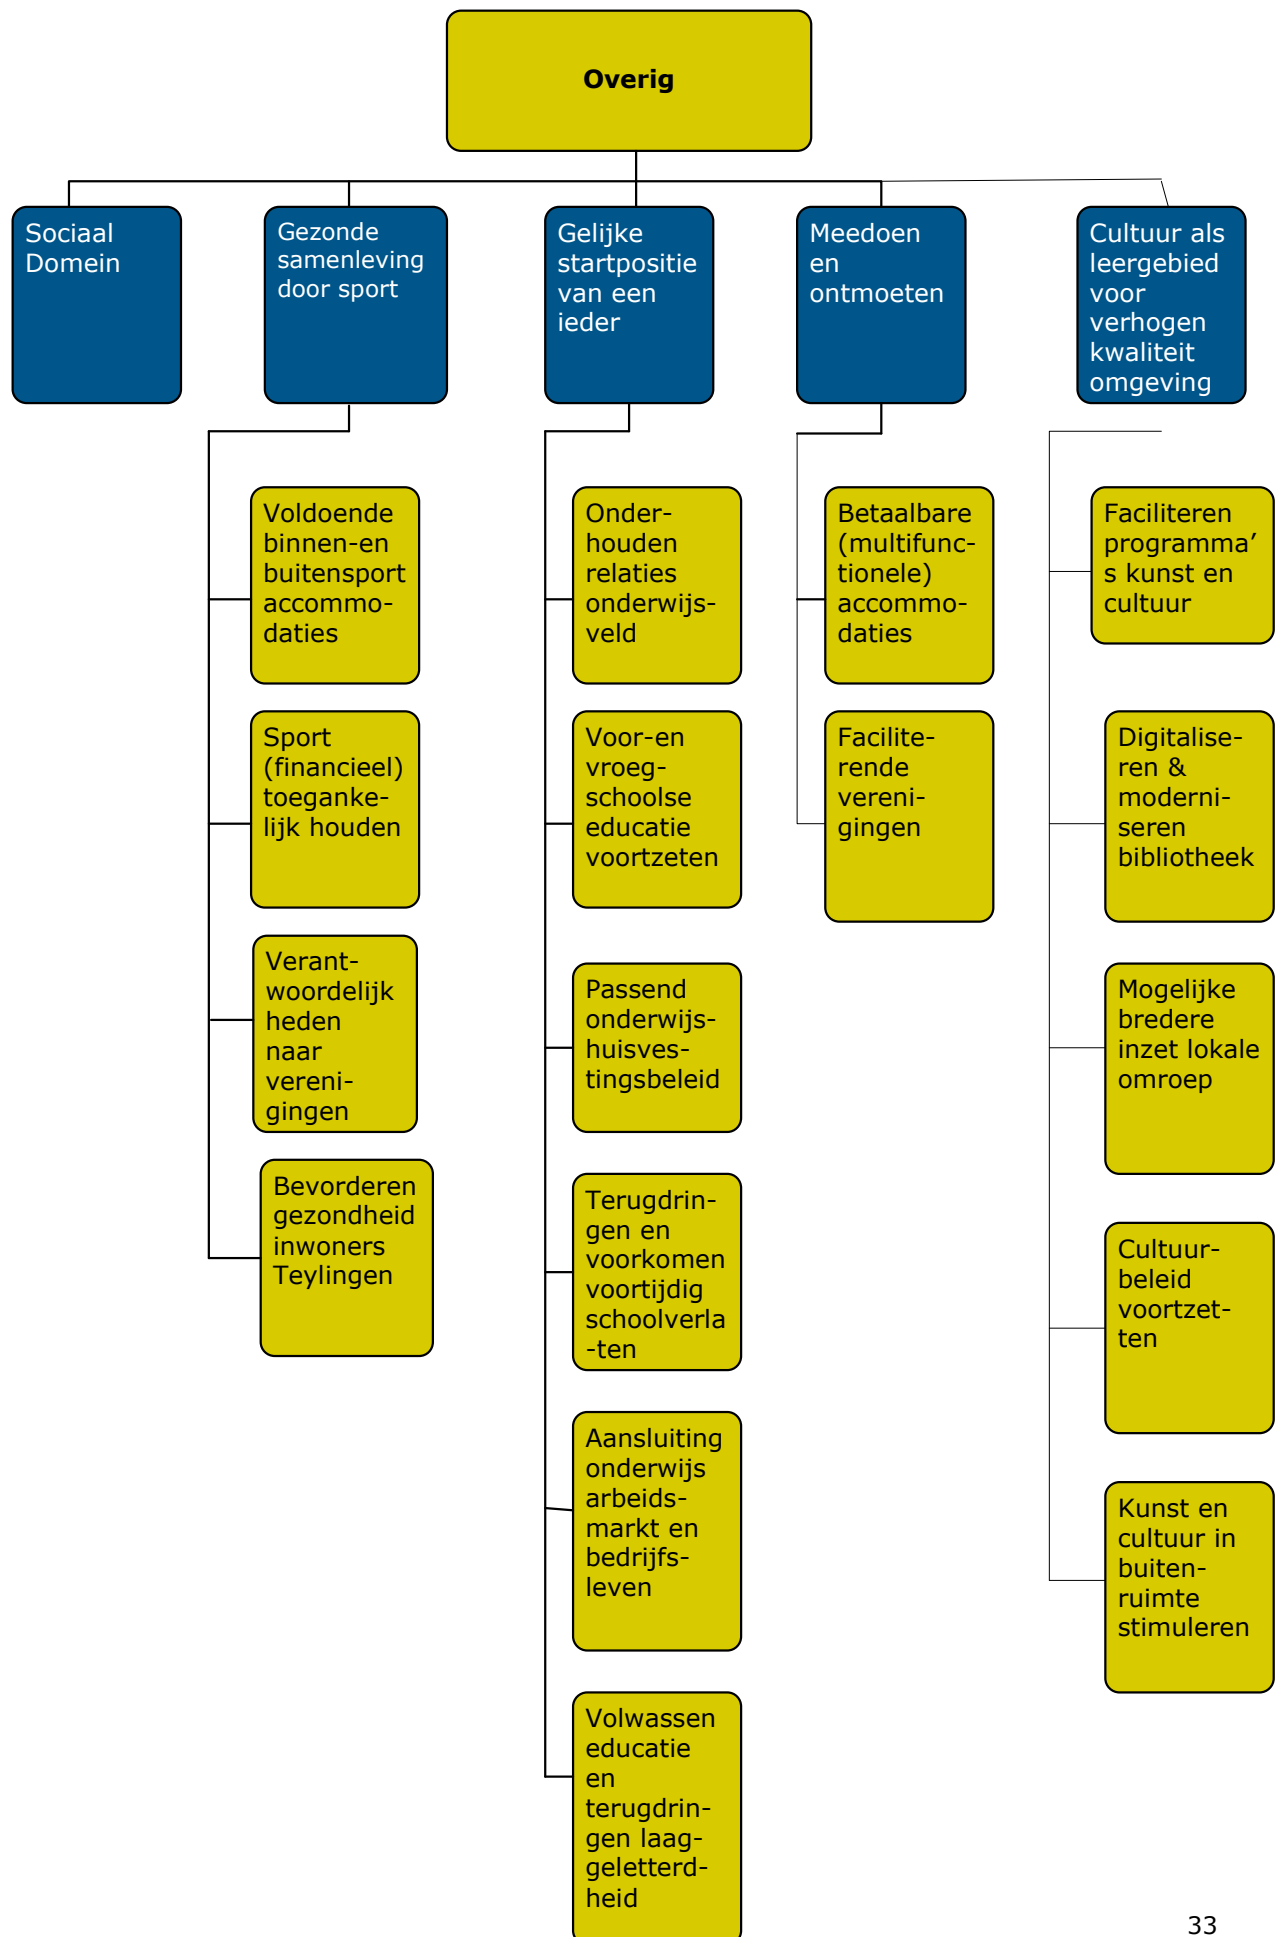 Overig
Sociaal
Domein
Gezonde
samenleving
door sport
Gelijke
startpositie
van een
ieder
Meedoen
en
ontmoeten
Cultuur als
leergebied
voor
verhogen
kwaliteit
omgeving
Voldoende
binnen-en
buitensport
accommo-
daties
Sport
(financieel)
toeganke-
lijk houden
Verant-
woordelijk
heden
naar
vereni-
gingen
Bevorderen
gezondheid
inwoners
Teylingen
Onder-
houden
relaties
onderwijs-
veld
Voor-en
vroeg-
schoolse
educatie
voortzeten
Passend
onderwijs-
huisves-
tingsbeleid
Terugdrin-
gen en
voorkomen
voortijdig
schoolverla
-ten
Aansluiting
onderwijs
arbeids-
markt en
bedrijfs-
leven
Volwassen
educatie
en
terugdrin-
gen laag-
geletterd-
heid
Betaalbare
(multifunc-
tionele)
accommo-
daties
Facilite-
rende
vereni-
gingen
Faciliteren
programma’
s kunst en
cultuur
Digitalise-
ren &
moderni-
seren
bibliotheek
Mogelijke
bredere
inzet lokale
omroep
Cultuur-
beleid
voortzet-
ten
Kunst en
cultuur in
buiten-
ruimte
stimuleren
33